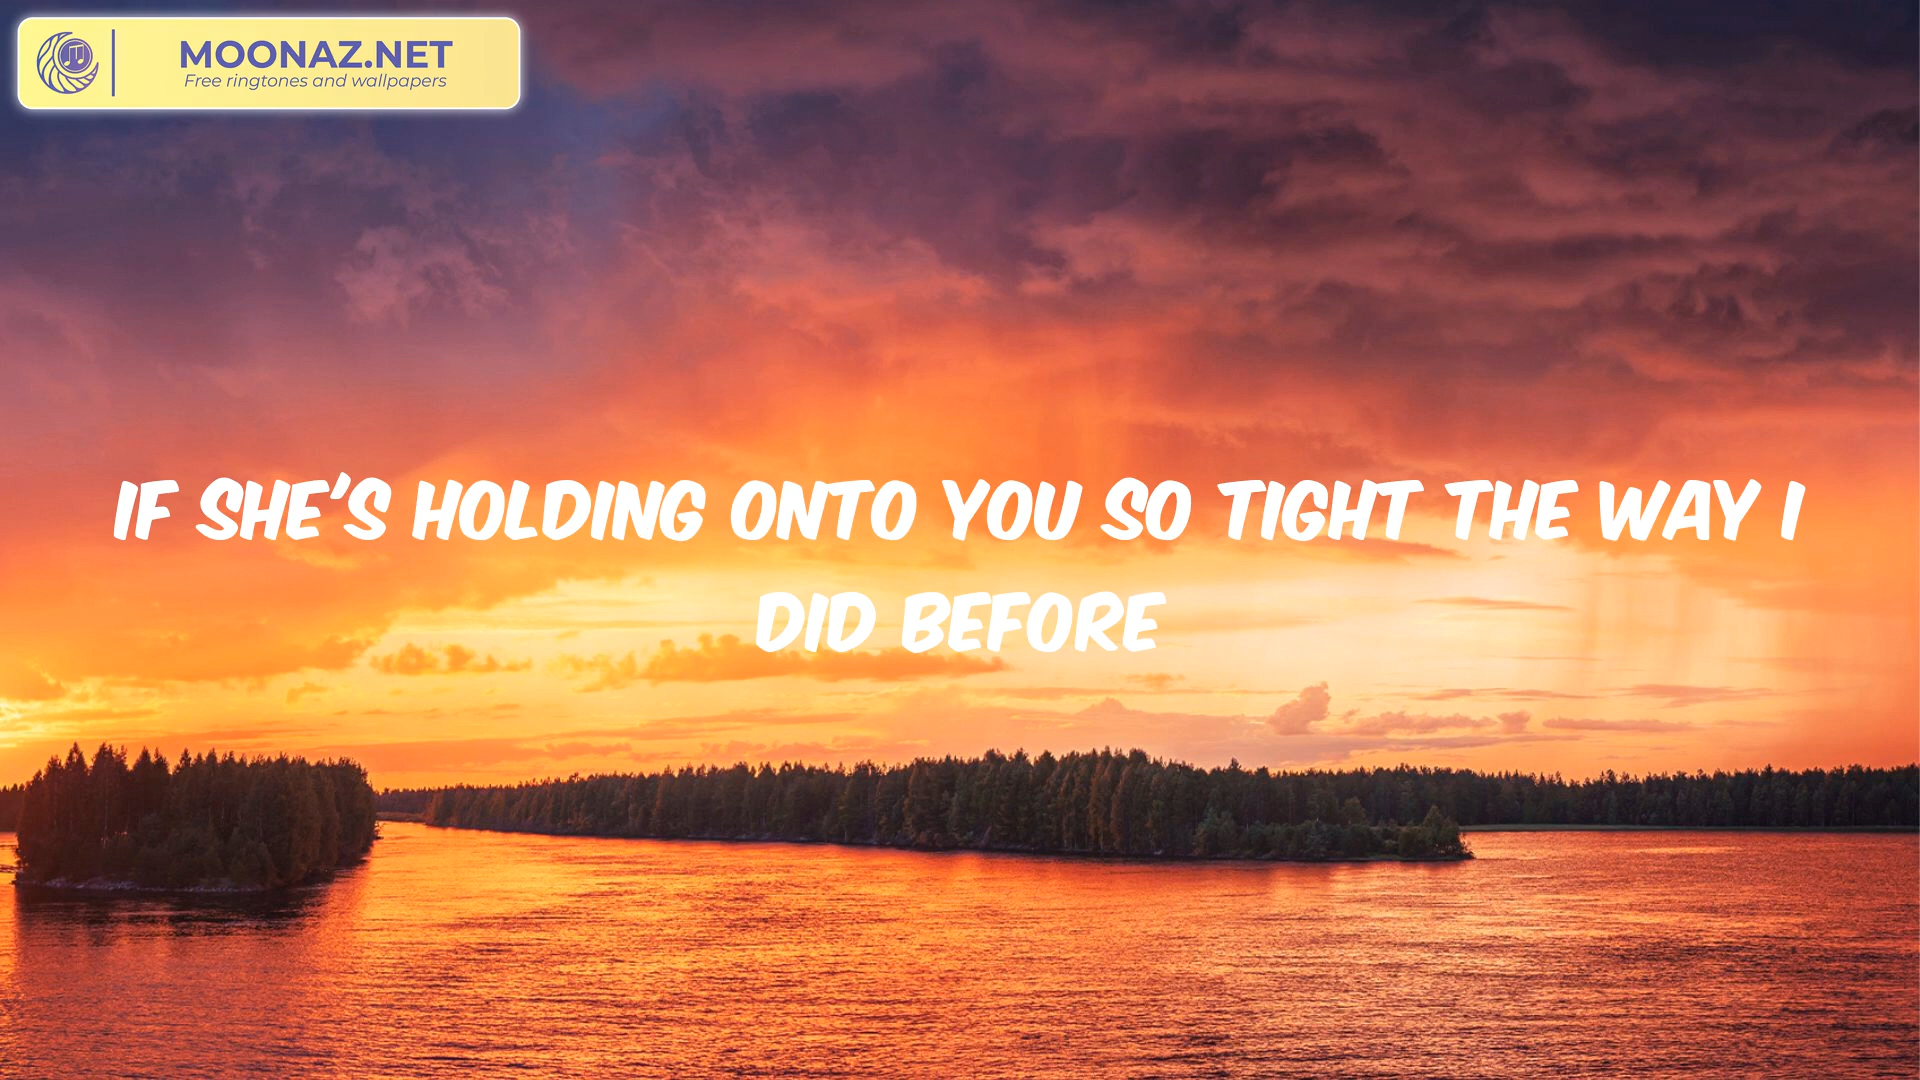 MOONAZ.NET
Free ringtones and wallpapers
IF SHE'S HOLDING ONTO YOU SO TIGHT THE WAY I
DID BEFORE